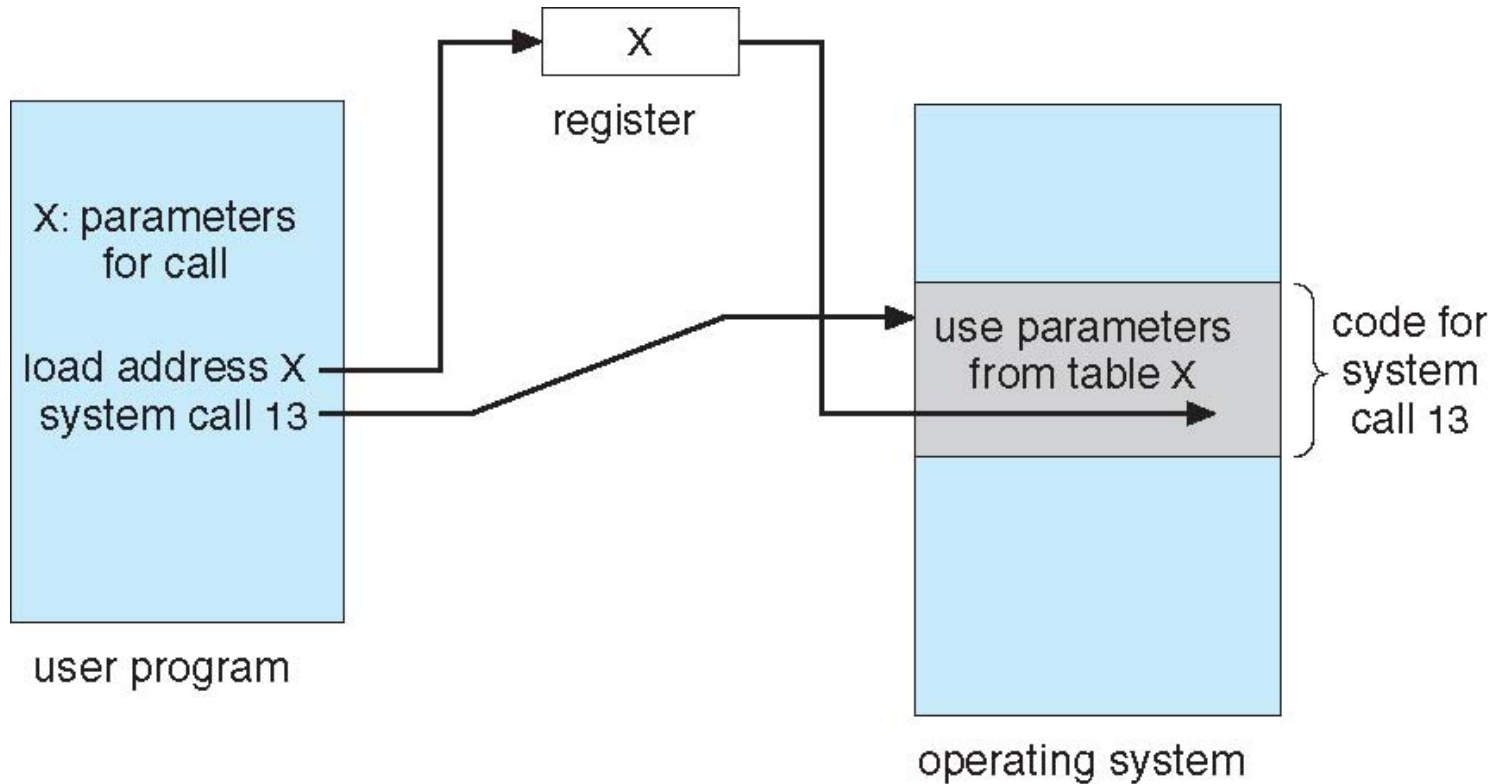 X
register
X: parameters
for call
load address X
system call 13
user program
use parameters
from table X
code for
system
call 13
operating system